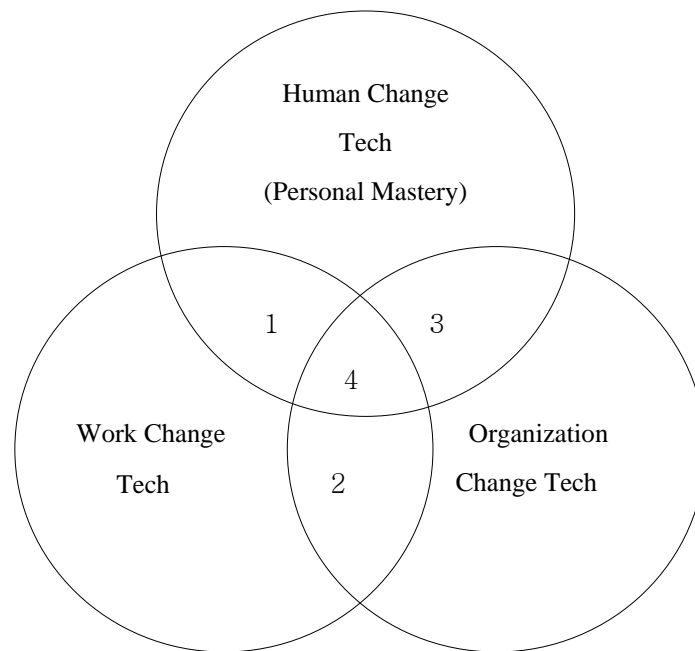 Human Change
Tech
(Personal Mastery)
1
3
4
Work Change
Tech
2
Organization
Change Tech